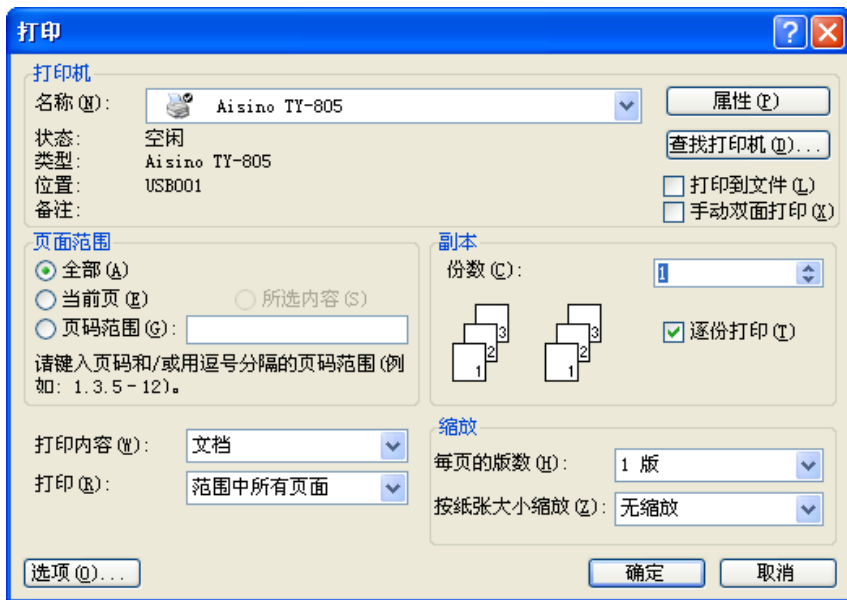 打印
打印机
名称(N): Aisino TY-805 属性(P)
状态: 空闲 查找打印机(D)...
类型: Aisino TY-805
位置: USB001 打印到文件(L)
备注: 手动双面打印(X)
页面范围
全部(A)
当前页(E) 所选内容(S)
页码范围(G):
请键入页码和/或用逗号分隔的页码范围(例
如: 1.3.5-12)。
副本
份数(C): 1
3 3
2 2
1 1
逐份打印(T)
打印内容(W): 文档
打印(R): 范围中所有页面
缩放
每页的版数(H): 1 版
按纸张大小缩放(Z): 无缩放
选项(O)... 确定 取消